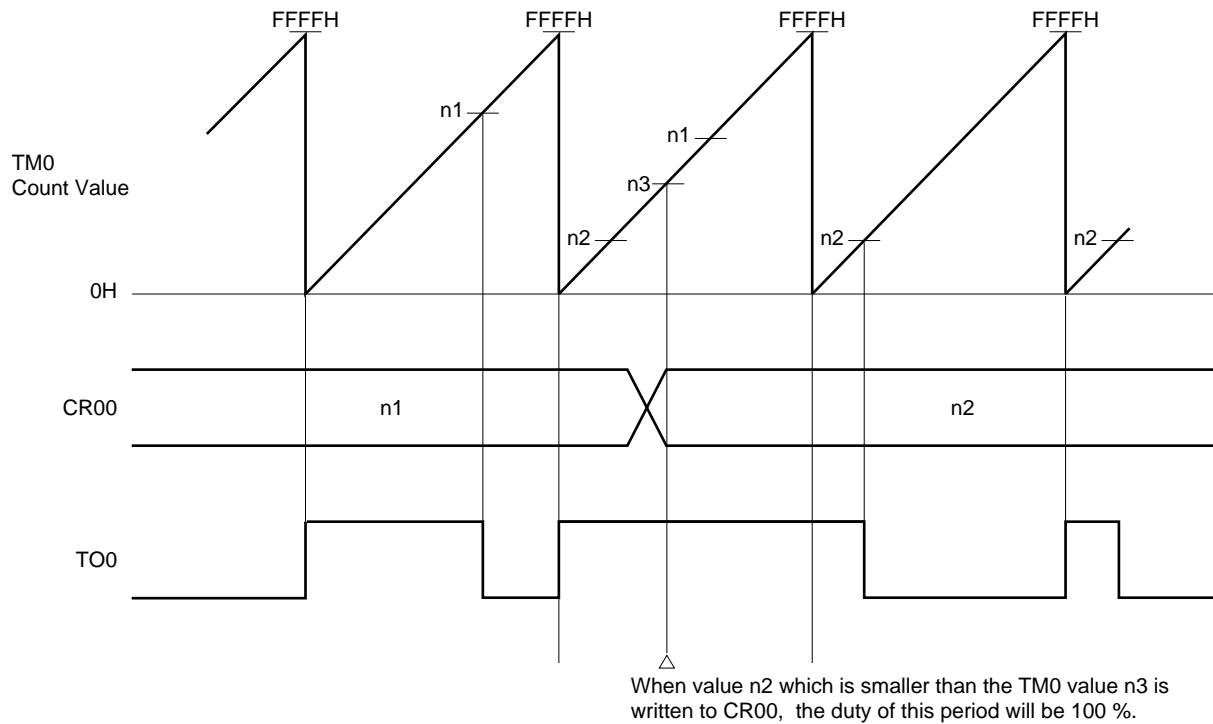 FFFFH FFFFH FFFFH FFFFH
n1
n1
TM0
Count Value
n3
n2 n2 n2
0H
CR00 n1 n2
TO0
When value n2 which is smaller than the TM0 value n3 is
written to CR00, the duty of this period will be 100 %.